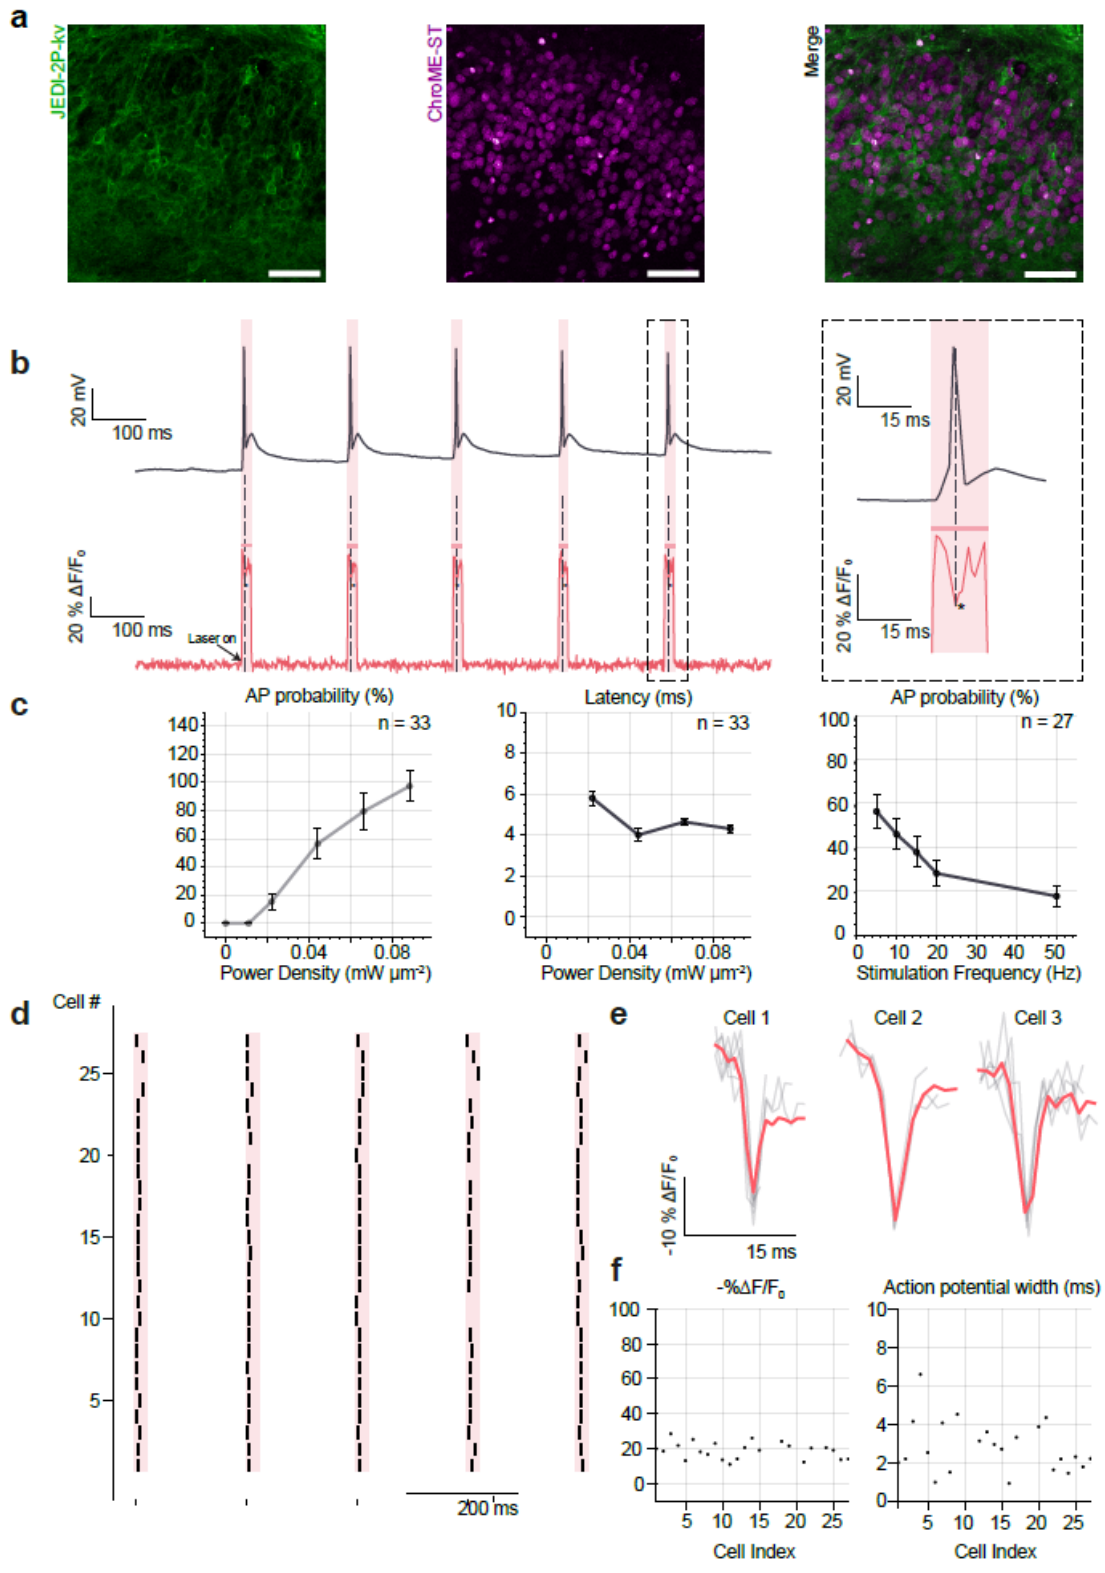 a
JEDI-2P-kv
ChroME-ST
Merge
b
20 mV
100 ms
20 mV
15 ms
20 % ΔF/F₀
100 ms
Laser on
20 % ΔF/F₀
15 ms
*
c
AP probability (%)
n = 33
140
120
100
80
60
40
20
0
0 0.04 0.08
Power Density (mW µm⁻²)
Latency (ms)
n = 33
10
8
6
4
2
0
0 0.04 0.08
Power Density (mW µm⁻²)
AP probability (%)
n = 27
100
80
60
40
20
0
0 10 20 30 40 50
Stimulation Frequency (Hz)
d
Cell #
25
20
15
10
5
200 ms
e
Cell 1
Cell 2
Cell 3
-10 % ΔF/F₀
15 ms
f
-%ΔF/F₀
100
80
60
40
20
0
5 10 15 20 25
Cell Index
Action potential width (ms)
10
8
6
4
2
0
5 10 15 20 25
Cell Index